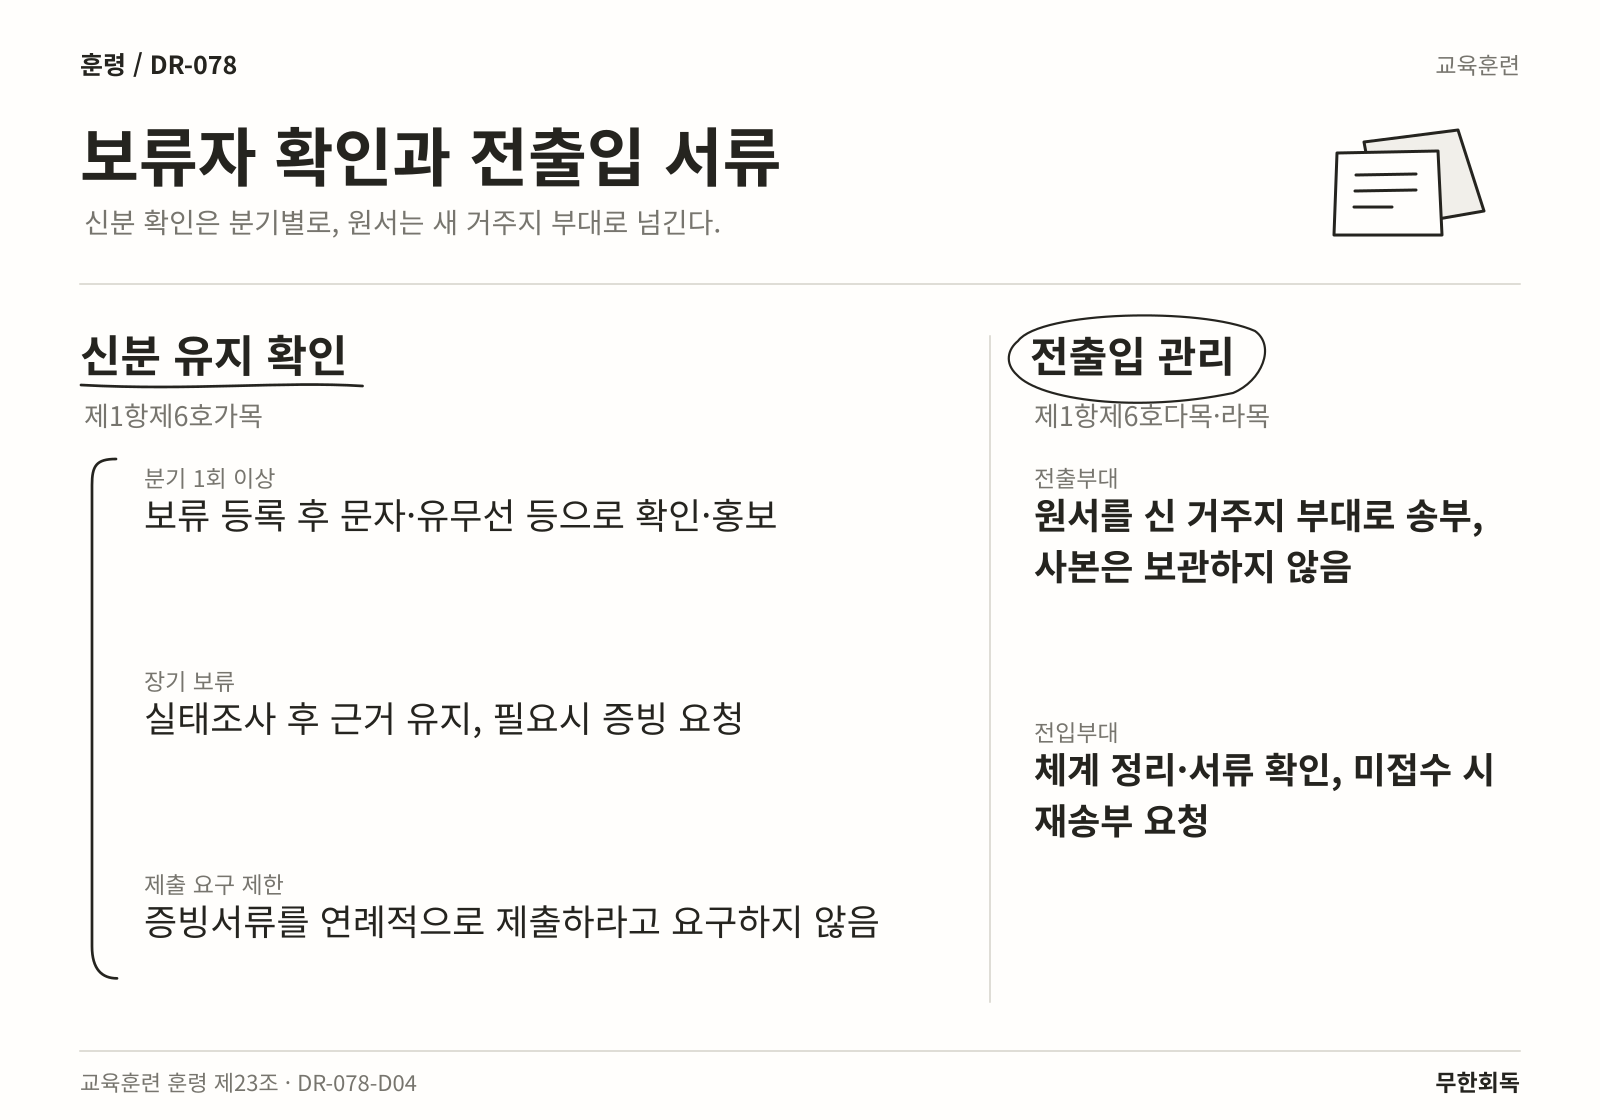 훈령 / DR-078
교육훈련
보류자 확인과 전출입 서류
신분 확인은 분기별로, 원서는 새 거주지 부대로 넘긴다.
신분 유지 확인
제1항제6호가목
분기 1회 이상
보류 등록 후 문자·유무선 등으로 확인·홍보
장기 보류
실태조사 후 근거 유지, 필요시 증빙 요청
제출 요구 제한
증빙서류를 연례적으로 제출하라고 요구하지 않음
전출입 관리
제1항제6호다목·라목
전출부대
원서를 신 거주지 부대로 송부,
사본은 보관하지 않음
전입부대
체계 정리·서류 확인, 미접수 시
재송부 요청
교육훈련 훈령 제23조 · DR-078-D04
무한회독